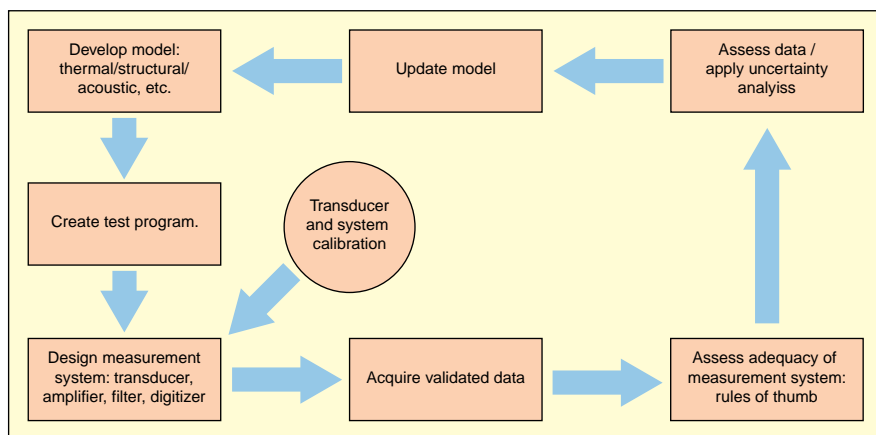 Develop model:
thermal/structural/
acoustic, etc.
Update model
Assess data /
apply uncertainty
analyiss
Create test program.
Transducer
and system
calibration
Design measurement
system: transducer,
amplifier, filter, digitizer
Acquire validated data
Assess adequacy of
measurement system:
rules of thumb